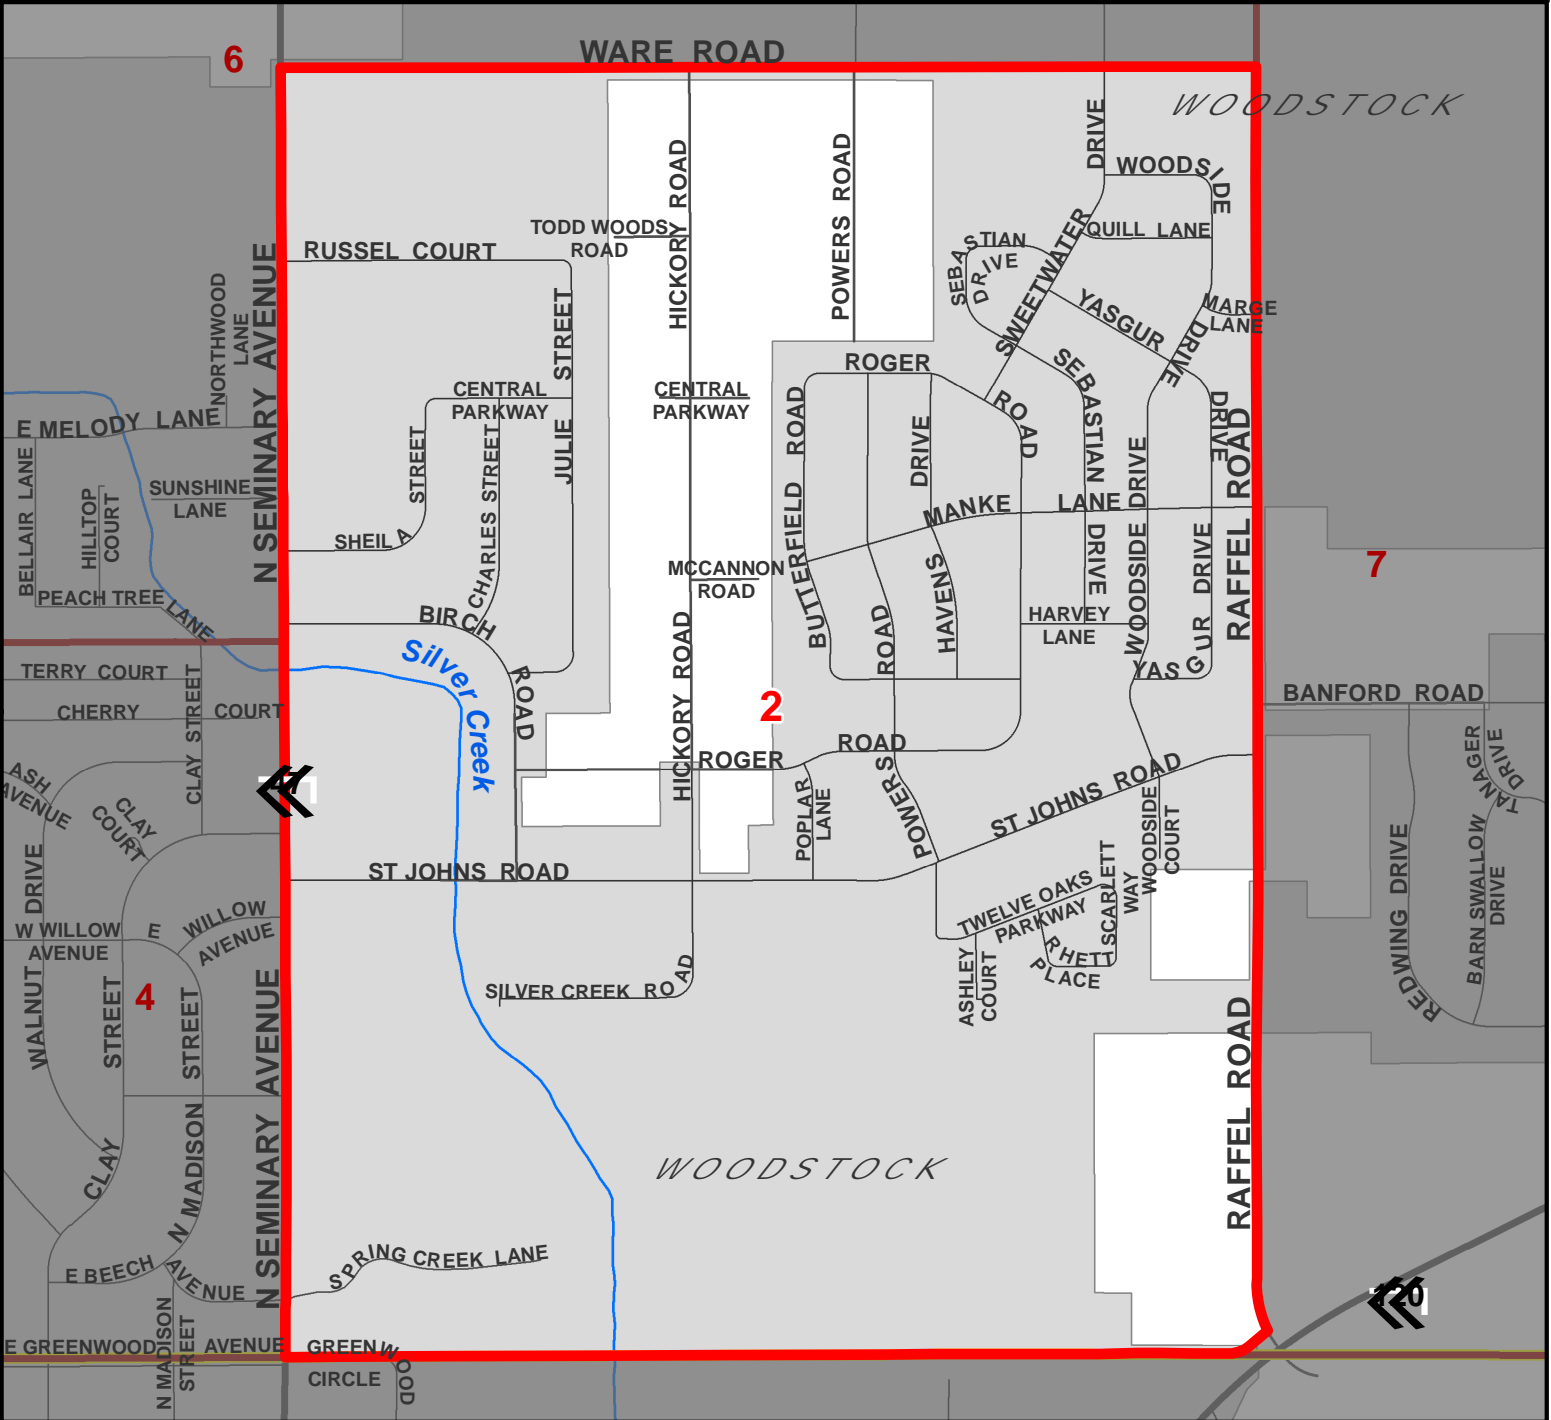 WARE ROAD
6
WOODSTOCK
DRIVE
WOODSIDE
HICKORY ROAD
POWERS ROAD
TODD WOODS
ROAD
RUSSEL COURT
SEBASTIAN
DRIVE
SWEETWATER
QUILL LANE
YASGUR
DRIVE
MARGE
LANE
DRIVE
N SEMINARY AVENUE
NORTHWOOD
LANE
JULIE STREET
ROGER
ROAD
SEBASTIAN DRIVE
CENTRAL
PARKWAY
CENTRAL
PARKWAY
E MELODY LANE
BELLAIR LANE
HILLTOP
COURT
SUNSHINE
LANE
PEACH TREE LANE
SHEILA STREET
CHARLES STREET
BUTTERFIELD ROAD
HAVENS DRIVE
MANKE LANE
WOODSIDE DRIVE
YASGUR DRIVE
RAFFEL ROAD
7
MCCANNON
ROAD
HARVEY
LANE
BIRCH ROAD
Silver Creek
HICKORY ROAD
2
POWERS ROAD
TERRY COURT
CHERRY COURT
CLAY STREET
BANFORD ROAD
ASH
AVENUE
CLAY
COURT
47
ROGER ROAD
POPLAR
LANE
ST JOHNS ROAD
WOODSIDE
COURT
TANAGER
DRIVE
REDWING DRIVE
BARN SWALLOW
DRIVE
ST JOHNS ROAD
WALNUT DRIVE
W WILLOW
AVENUE
E WILLOW
AVENUE
TWELVE OAKS
PARKWAY
SCARLETT
WAY
RHETT
PLACE
ASHLEY
COURT
SILVER CREEK ROAD
4
CLAY STREET
N MADISON STREET
N SEMINARY AVENUE
RAFFEL ROAD
WOODSTOCK
SPRING CREEK LANE
E BEECH AVENUE
120
N MADISON
STREET
E GREENWOOD AVENUE
GREENWOOD
CIRCLE